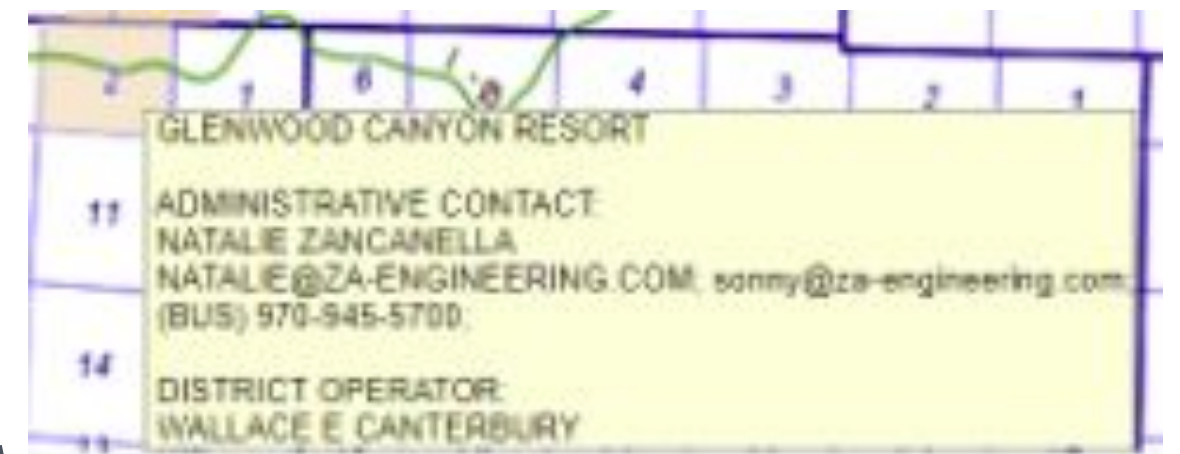 2 1 6 4 3 2 1
GLENWOOD CANYON RESORT
11 ADMINISTRATIVE CONTACT:
NATALIE ZANCANELLA
NATALIE@ZA-ENGINEERING.COM; sonny@za-engineering.com;
(BUS) 970-945-5700;
14
DISTRICT OPERATOR:
WALLACE E CANTERBURY